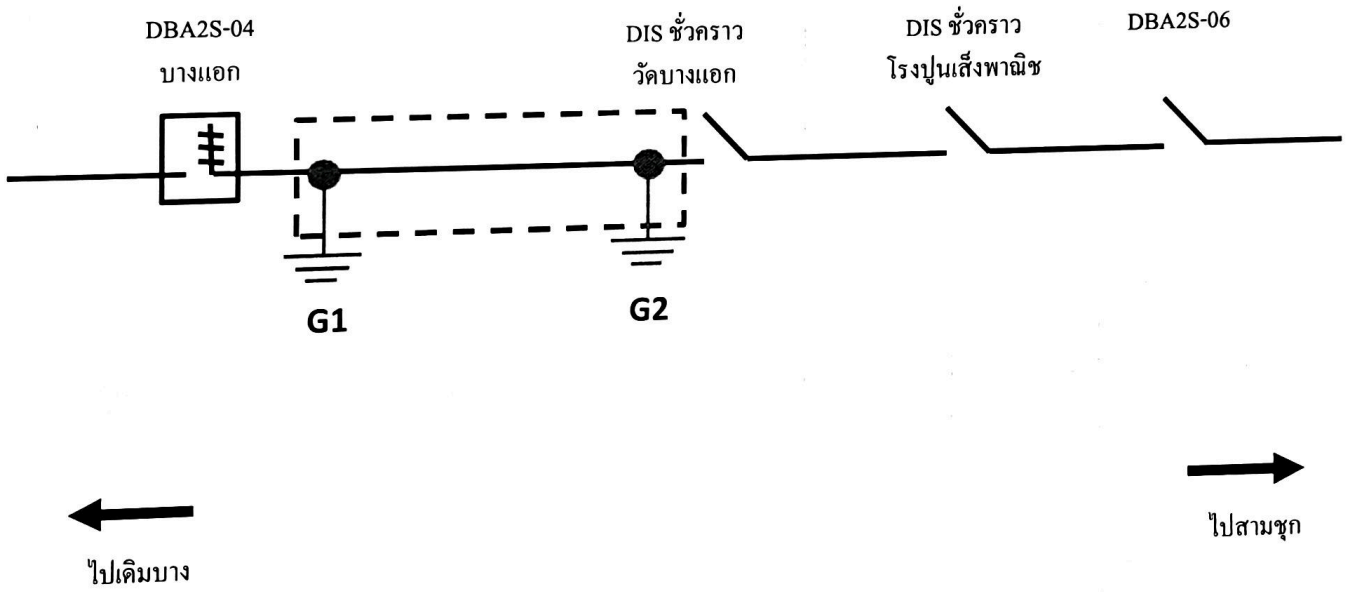 DBA2S-04
บางแอก
DIS ชั่วคราว
วัดบางแอก
DIS ชั่วคราว
โรงปูนเส็งพาณิช
DBA2S-06
G1
G2
ไปเดิมบาง
ไปสามชุก